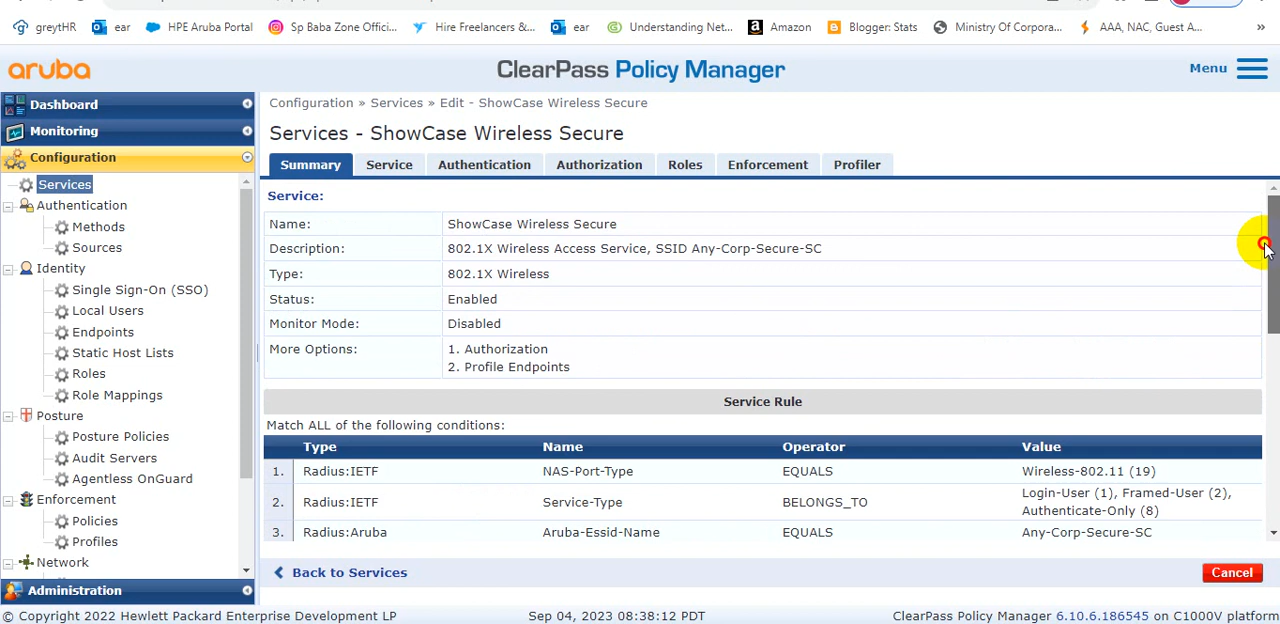 greytHR ear HPE Aruba Portal Sp Baba Zone Offici... Hire Freelancers &... ear Understanding Net... Amazon Blogger: Stats Ministry Of Corpora... AAA, NAC, Guest A... »
aruba ClearPass Policy Manager Menu
Dashboard
Monitoring
Configuration
Services
Authentication
Methods
Sources
Identity
Single Sign-On (SSO)
Local Users
Endpoints
Static Host Lists
Roles
Role Mappings
Posture
Posture Policies
Audit Servers
Agentless OnGuard
Enforcement
Policies
Profiles
Network
Administration
Configuration » Services » Edit - ShowCase Wireless Secure
Services - ShowCase Wireless Secure
Summary Service Authentication Authorization Roles Enforcement Profiler
Service:
Name: ShowCase Wireless Secure
Description: 802.1X Wireless Access Service, SSID Any-Corp-Secure-SC
Type: 802.1X Wireless
Status: Enabled
Monitor Mode: Disabled
More Options: 1. Authorization
2. Profile Endpoints
Service Rule
Match ALL of the following conditions:
Type Name Operator Value
1. Radius:IETF NAS-Port-Type EQUALS Wireless-802.11 (19)
2. Radius:IETF Service-Type BELONGS_TO Login-User (1), Framed-User (2),
Authenticate-Only (8)
3. Radius:Aruba Aruba-Essid-Name EQUALS Any-Corp-Secure-SC
Back to Services Cancel
© Copyright 2022 Hewlett Packard Enterprise Development LP Sep 04, 2023 08:38:12 PDT ClearPass Policy Manager 6.10.6.186545 on C1000V platform